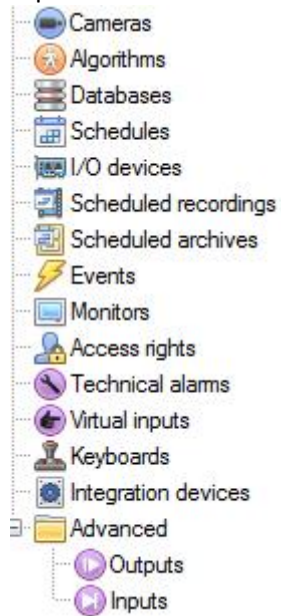 Cameras
Algorithms
Databases
Schedules
I/O devices
Scheduled recordings
Scheduled archives
Events
Monitors
Access rights
Technical alarms
Virtual inputs
Keyboards
Integration devices
Advanced
Outputs
Inputs